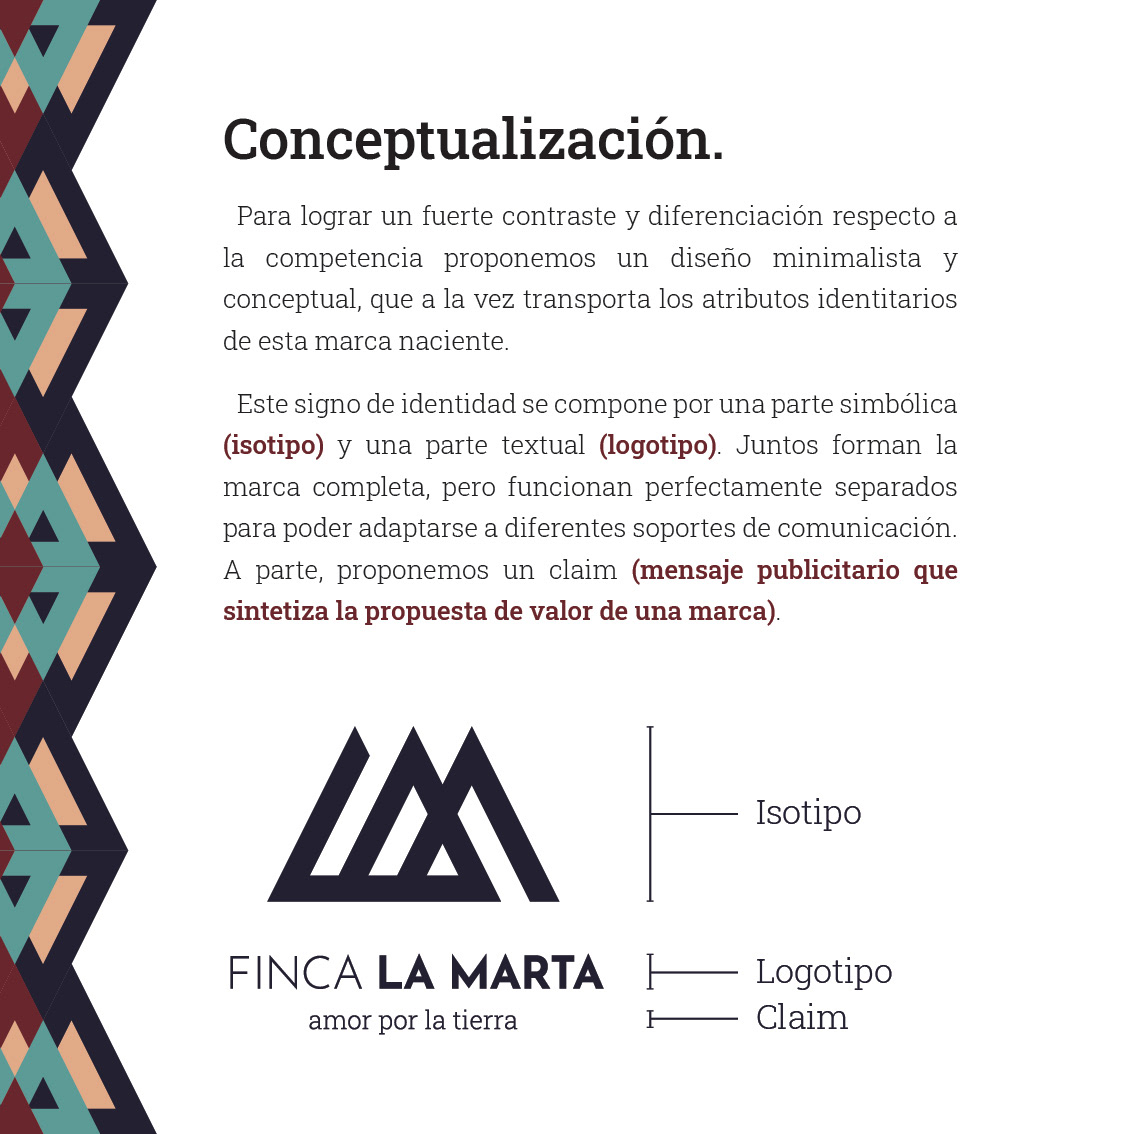 Conceptualización.
Para lograr un fuerte contraste y diferenciación respecto a
la competencia proponemos un diseño minimalista y
conceptual, que a la vez transporta los atributos identitarios
de esta marca naciente.
Este signo de identidad se compone por una parte simbólica
(isotipo) y una parte textual (logotipo). Juntos forman la
marca completa, pero funcionan perfectamente separados
para poder adaptarse a diferentes soportes de comunicación.
A parte, proponemos un claim (mensaje publicitario que
sintetiza la propuesta de valor de una marca).
Isotipo
FINCA LA MARTA
Logotipo
amor por la tierra
Claim